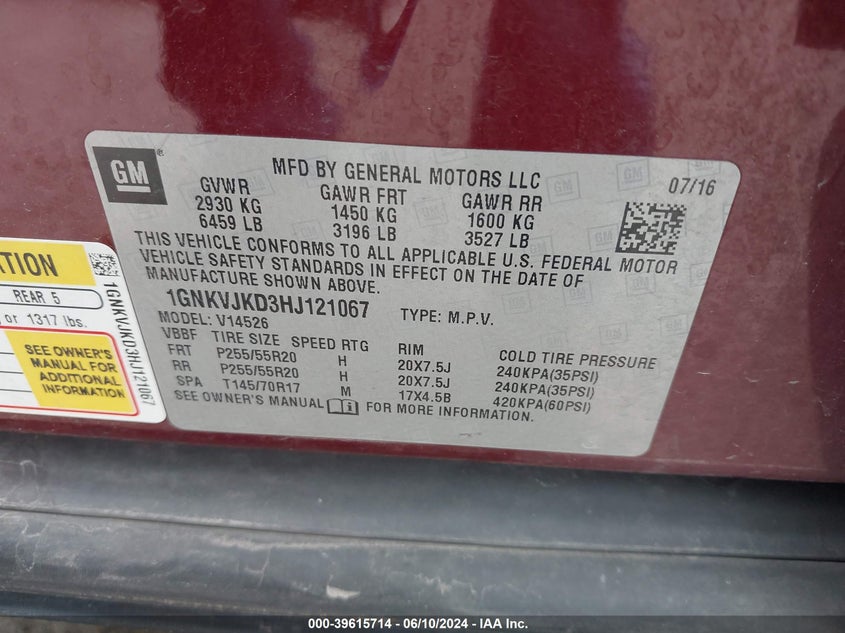 GM
MFD BY GENERAL MOTORS LLC
07/16
GVWR GAWR FRT GAWR RR
2930 KG 1450 KG 1600 KG
6459 LB 3196 LB 3527 LB
THIS VEHICLE CONFORMS TO ALL APPLICABLE U.S. FEDERAL MOTOR
VEHICLE SAFETY STANDARDS IN EFFECT ON THE DATE OF
MANUFACTURE SHOWN ABOVE.
1GNKVJKD3HJ121067 TYPE: M.P.V.
MODEL: V14526
VBBF TIRE SIZE SPEED RTG RIM COLD TIRE PRESSURE
FRT P255/55R20 H 20X7.5J 240KPA(35PSI)
RR P255/55R20 H 20X7.5J 240KPA(35PSI)
SPA T145/70R17 M 17X4.5B 420KPA(60PSI)
SEE OWNER'S MANUAL FOR MORE INFORMATION.
REAR 5
or 1317 lbs.
SEE OWNER'S
MANUAL FOR
ADDITIONAL
INFORMATION
1GNKVJKD3HJ121067
000-39615714 - 06/10/2024 - IAA Inc.